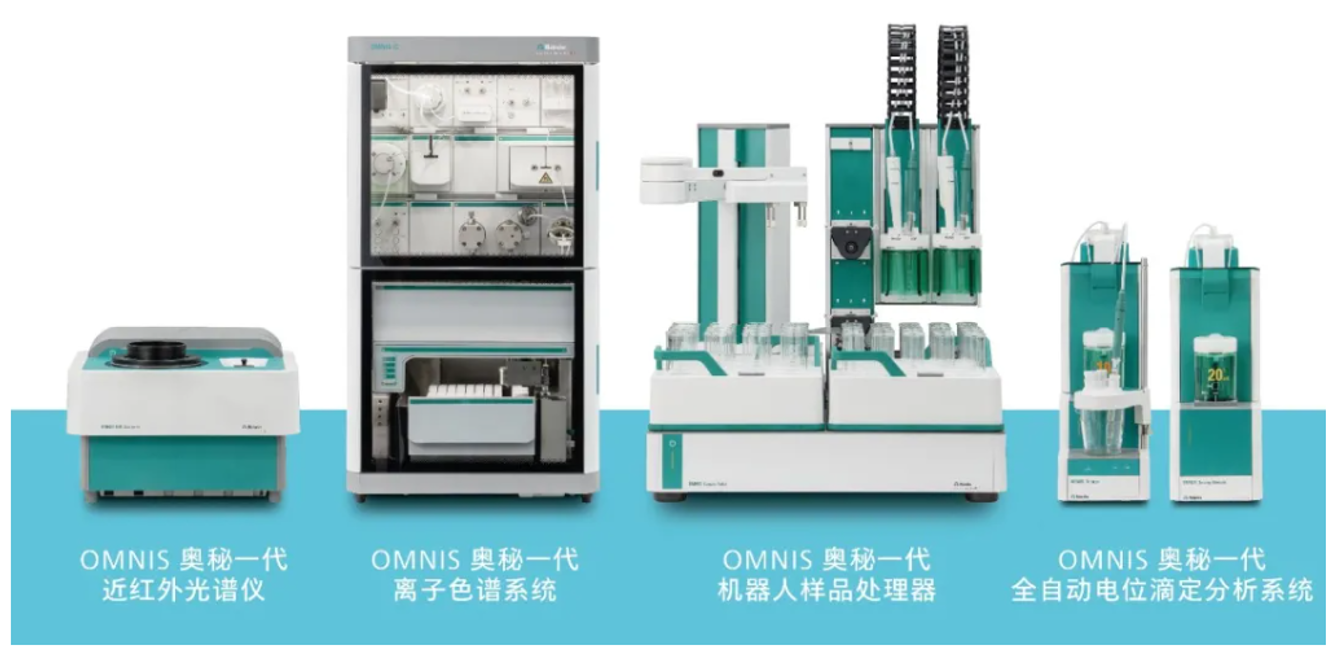 OMNIS 奥秘一代
近红外光谱仪
OMNIS 奥秘一代
离子色谱系统
OMNIS 奥秘一代
机器人样品处理器
OMNIS 奥秘一代
全自动电位滴定分析系统
Metrohm
20